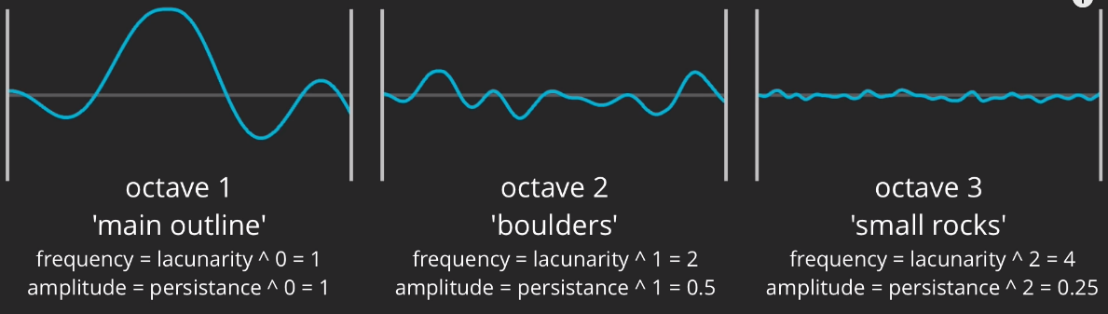 octave 1
'main outline'
frequency = lacunarity ^ 0 = 1
amplitude = persistance ^ 0 = 1
octave 2
'boulders'
frequency = lacunarity ^ 1 = 2
amplitude = persistance ^ 1 = 0.5
octave 3
'small rocks'
frequency = lacunarity ^ 2 = 4
amplitude = persistance ^ 2 = 0.25